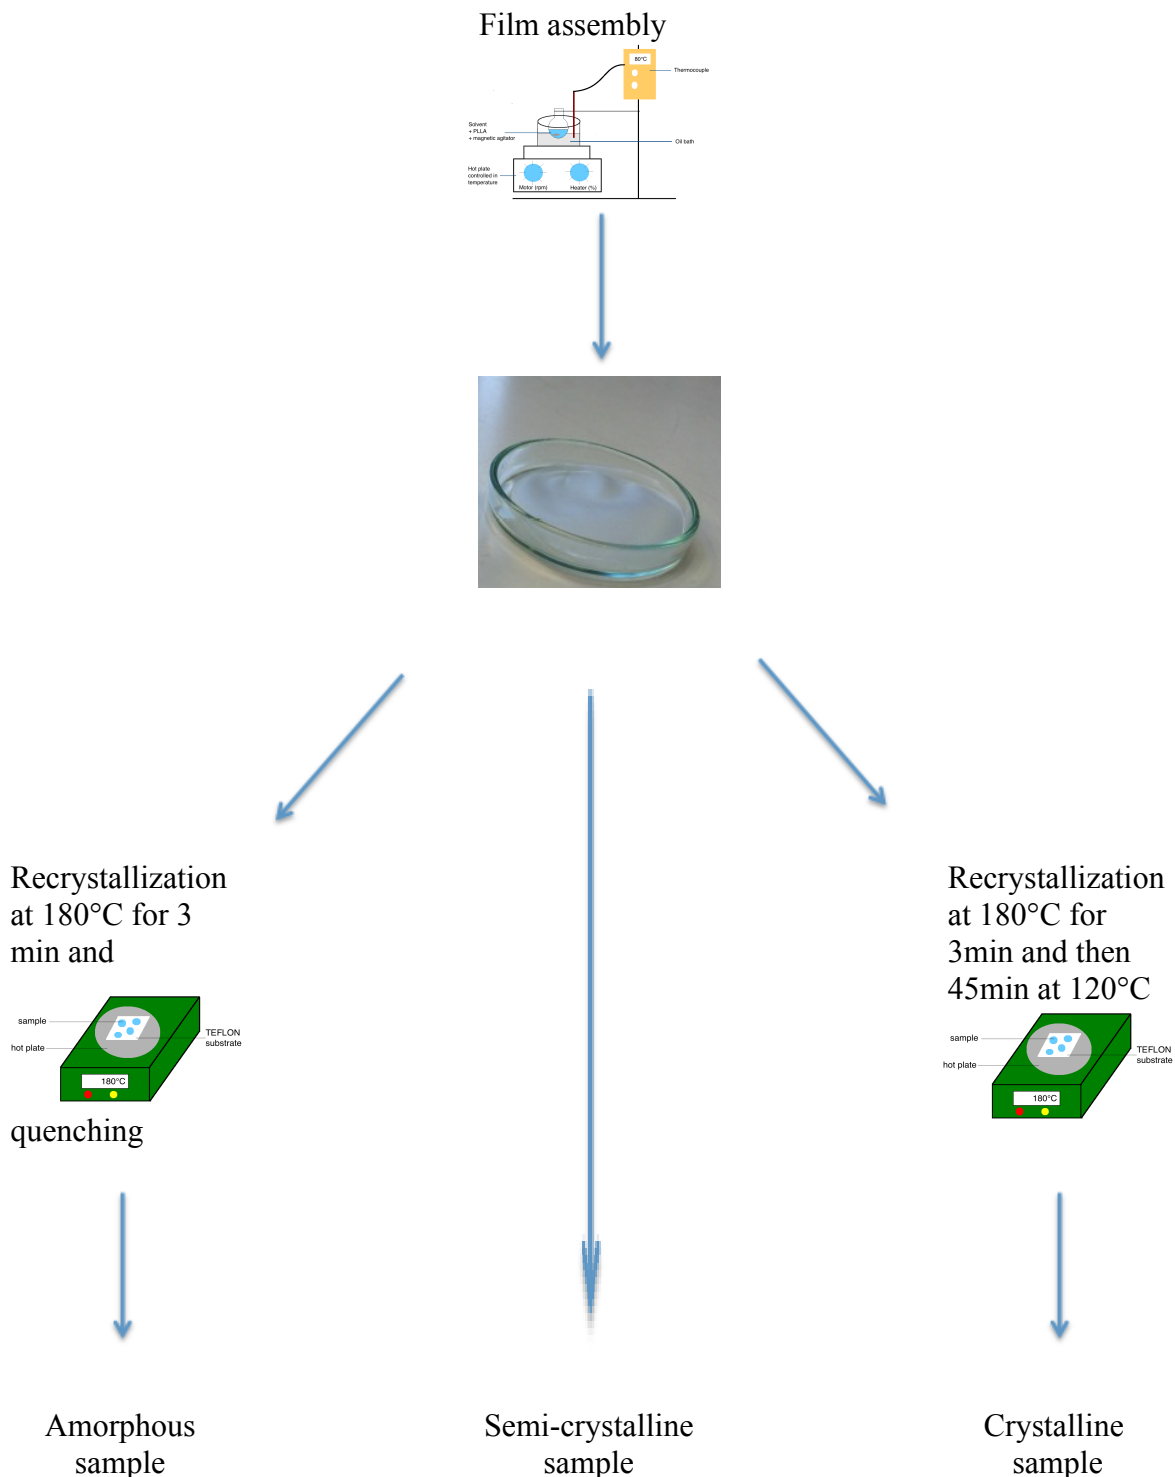 Film assembly
80°C
Thermocouple
Solvent
+ PLLA
+ magnetic agitator
Oil bath
Hot plate
controlled in
temperature
Motor (rpm)
Heater (%)
Recrystallization
at 180°C for 3
min and
sample
hot plate
TEFLON
substrate
180°C
quenching
Recrystallization
at 180°C for
3min and then
45min at 120°C
sample
hot plate
TEFLON
substrate
180°C
Amorphous
sample
Semi-crystalline
sample
Crystalline
sample